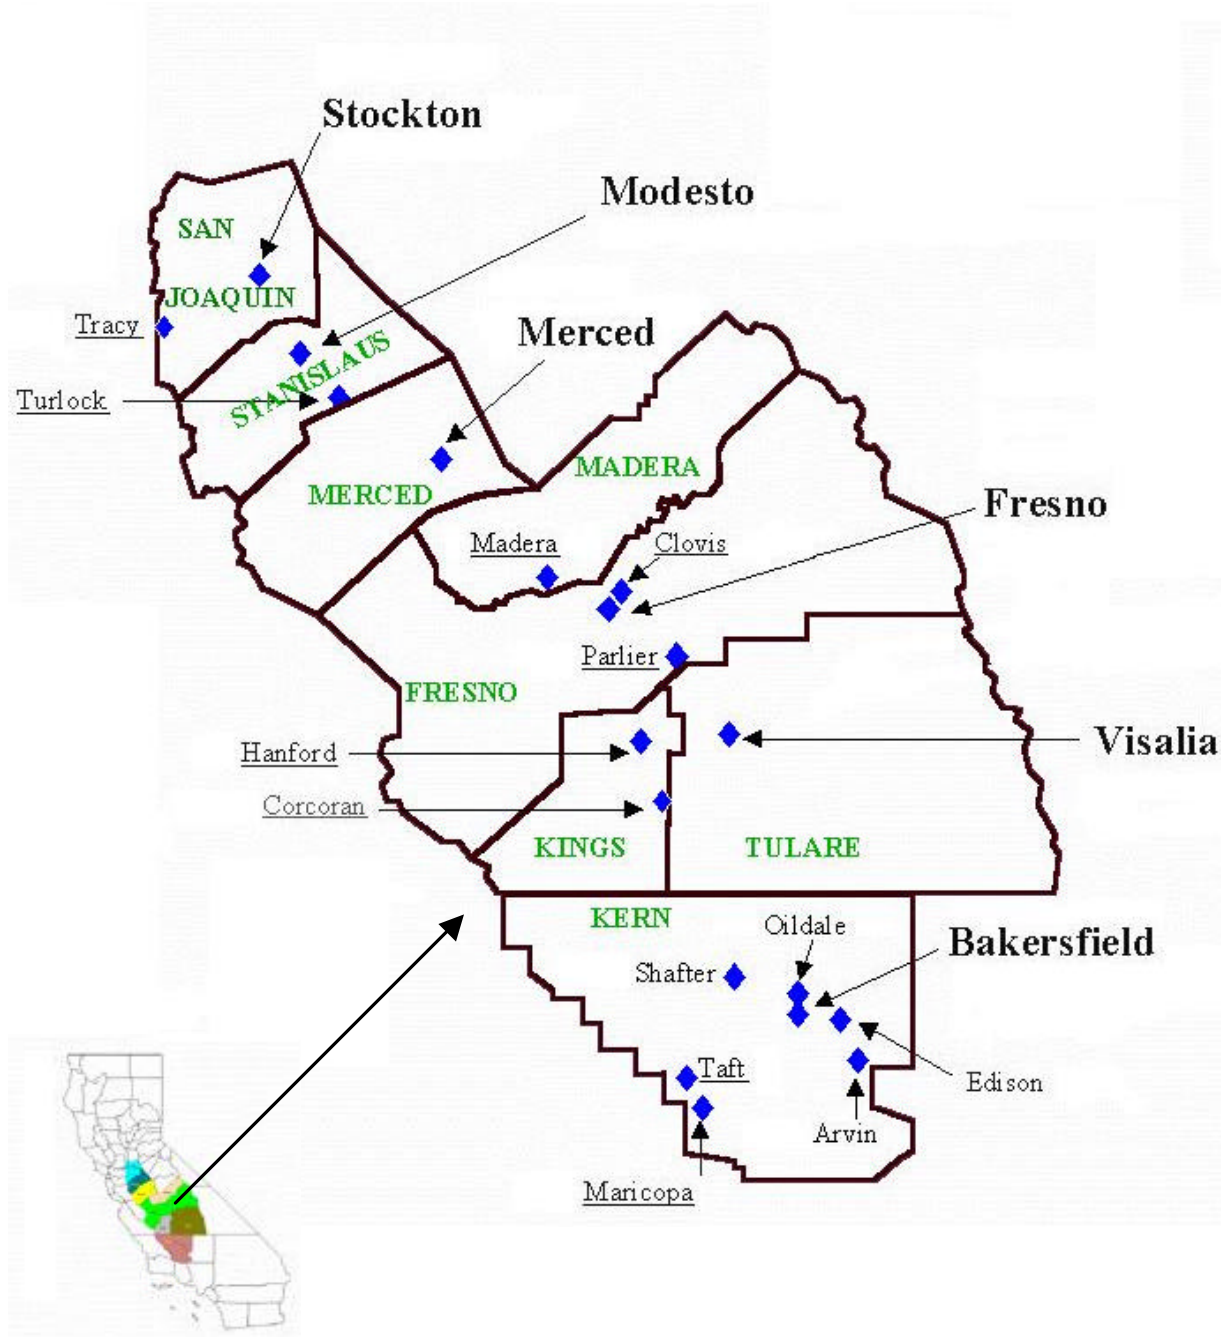 Stockton
Modesto
SAN
JOAQUIN
Tracy
Merced
STANISLAUS
Turlock
MADERA
MERCED
Fresno
Madera
Clovis
Parlier
FRESNO
Visalia
Hanford
Corcoran
KINGS
TULARE
KERN
Oildale
Bakersfield
Shafter
Taft
Edison
Arvin
Maricopa